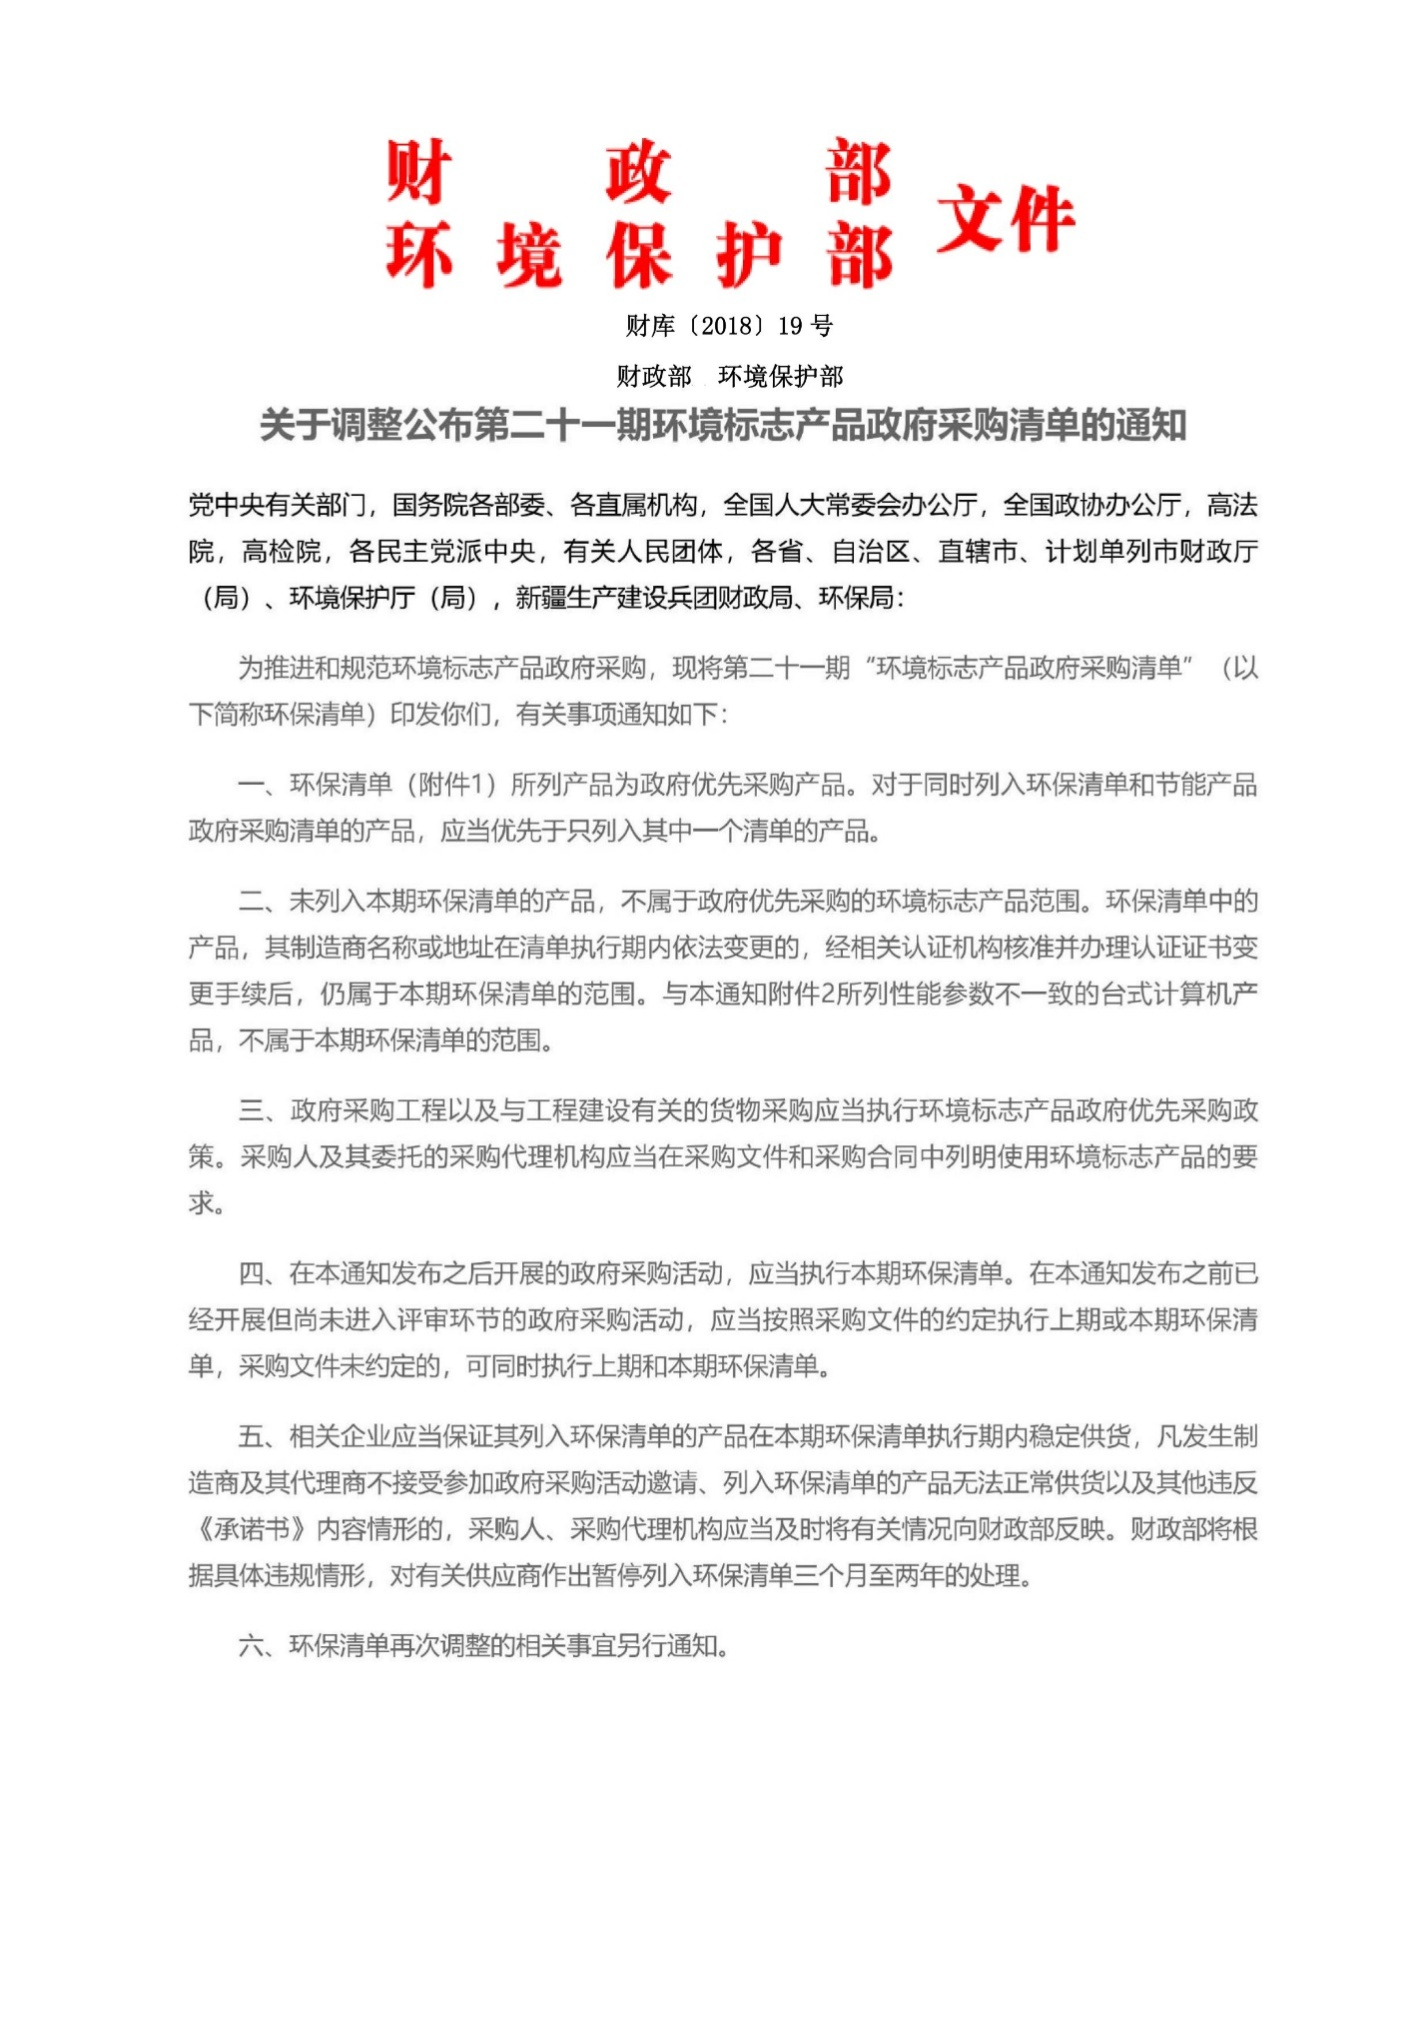 财政部
环境保护部 文件
财库〔2018〕19 号
财政部 环境保护部
关于调整公布第二十一期环境标志产品政府采购清单的通知
党中央有关部门，国务院各部委、各直属机构，全国人大常委会办公厅，全国政协办公厅，高法
院，高检院，各民主党派中央，有关人民团体，各省、自治区、直辖市、计划单列市财政厅
（局）、环境保护厅（局），新疆生产建设兵团财政局、环保局：
为推进和规范环境标志产品政府采购，现将第二十一期“环境标志产品政府采购清单”（以
下简称环保清单）印发你们，有关事项通知如下：
一、环保清单（附件1）所列产品为政府优先采购产品。对于同时列入环保清单和节能产品
政府采购清单的产品，应当优先于只列入其中一个清单的产品。
二、未列入本期环保清单的产品，不属于政府优先采购的环境标志产品范围。环保清单中的
产品，其制造商名称或地址在清单执行期内依法变更的，经相关认证机构核准并办理认证证书变
更手续后，仍属于本期环保清单的范围。与本通知附件2所列性能参数不一致的台式计算机产
品，不属于本期环保清单的范围。
三、政府采购工程以及与工程建设有关的货物采购应当执行环境标志产品政府优先采购政
策。采购人及其委托的采购代理机构应当在采购文件和采购合同中列明使用环境标志产品的要
求。
四、在本通知发布之后开展的政府采购活动，应当执行本期环保清单。在本通知发布之前已
经开展但尚未进入评审环节的政府采购活动，应当按照采购文件的约定执行上期或本期环保清
单，采购文件未约定的，可同时执行上期和本期环保清单。
五、相关企业应当保证其列入环保清单的产品在本期环保清单执行期内稳定供货，凡发生制
造商及其代理商不接受参加政府采购活动邀请、列入环保清单的产品无法正常供货以及其他违反
《承诺书》内容情形的，采购人、采购代理机构应当及时将有关情况向财政部反映。财政部将根
据具体违规情形，对有关供应商作出暂停列入环保清单三个月至两年的处理。
六、环保清单再次调整的相关事宜另行通知。